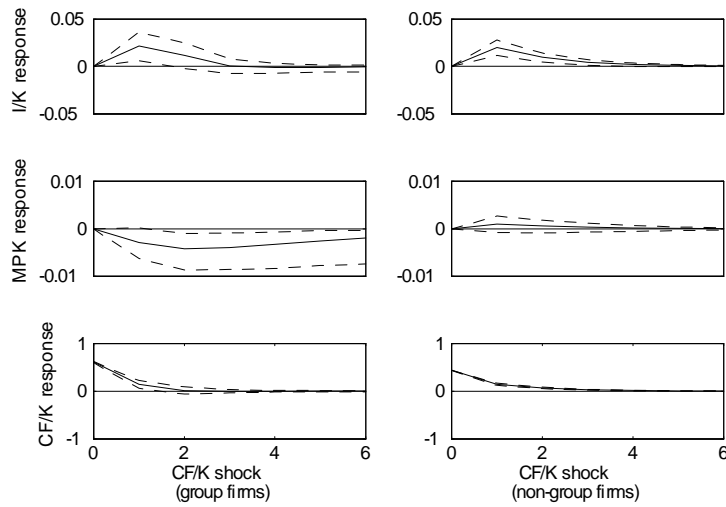 I/K response
0.05
0
-0.05
0.05
0
-0.05
MPK response
0.01
0
-0.01
0.01
0
-0.01
CF/K response
1
0
-1
0 2 4 6
CF/K shock
(group firms)
1
0
-1
0 2 4 6
CF/K shock
(non-group firms)